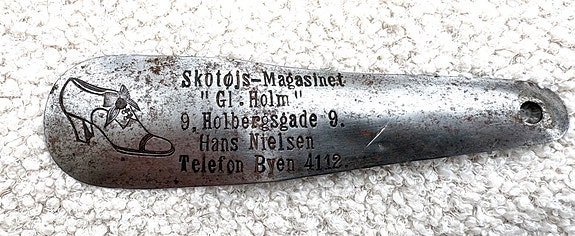 Skotøjs-Magasinet
"Gl. Holm"
9. Holbergsgade 9.
Hans Nielsen
Telefon Byen 4112